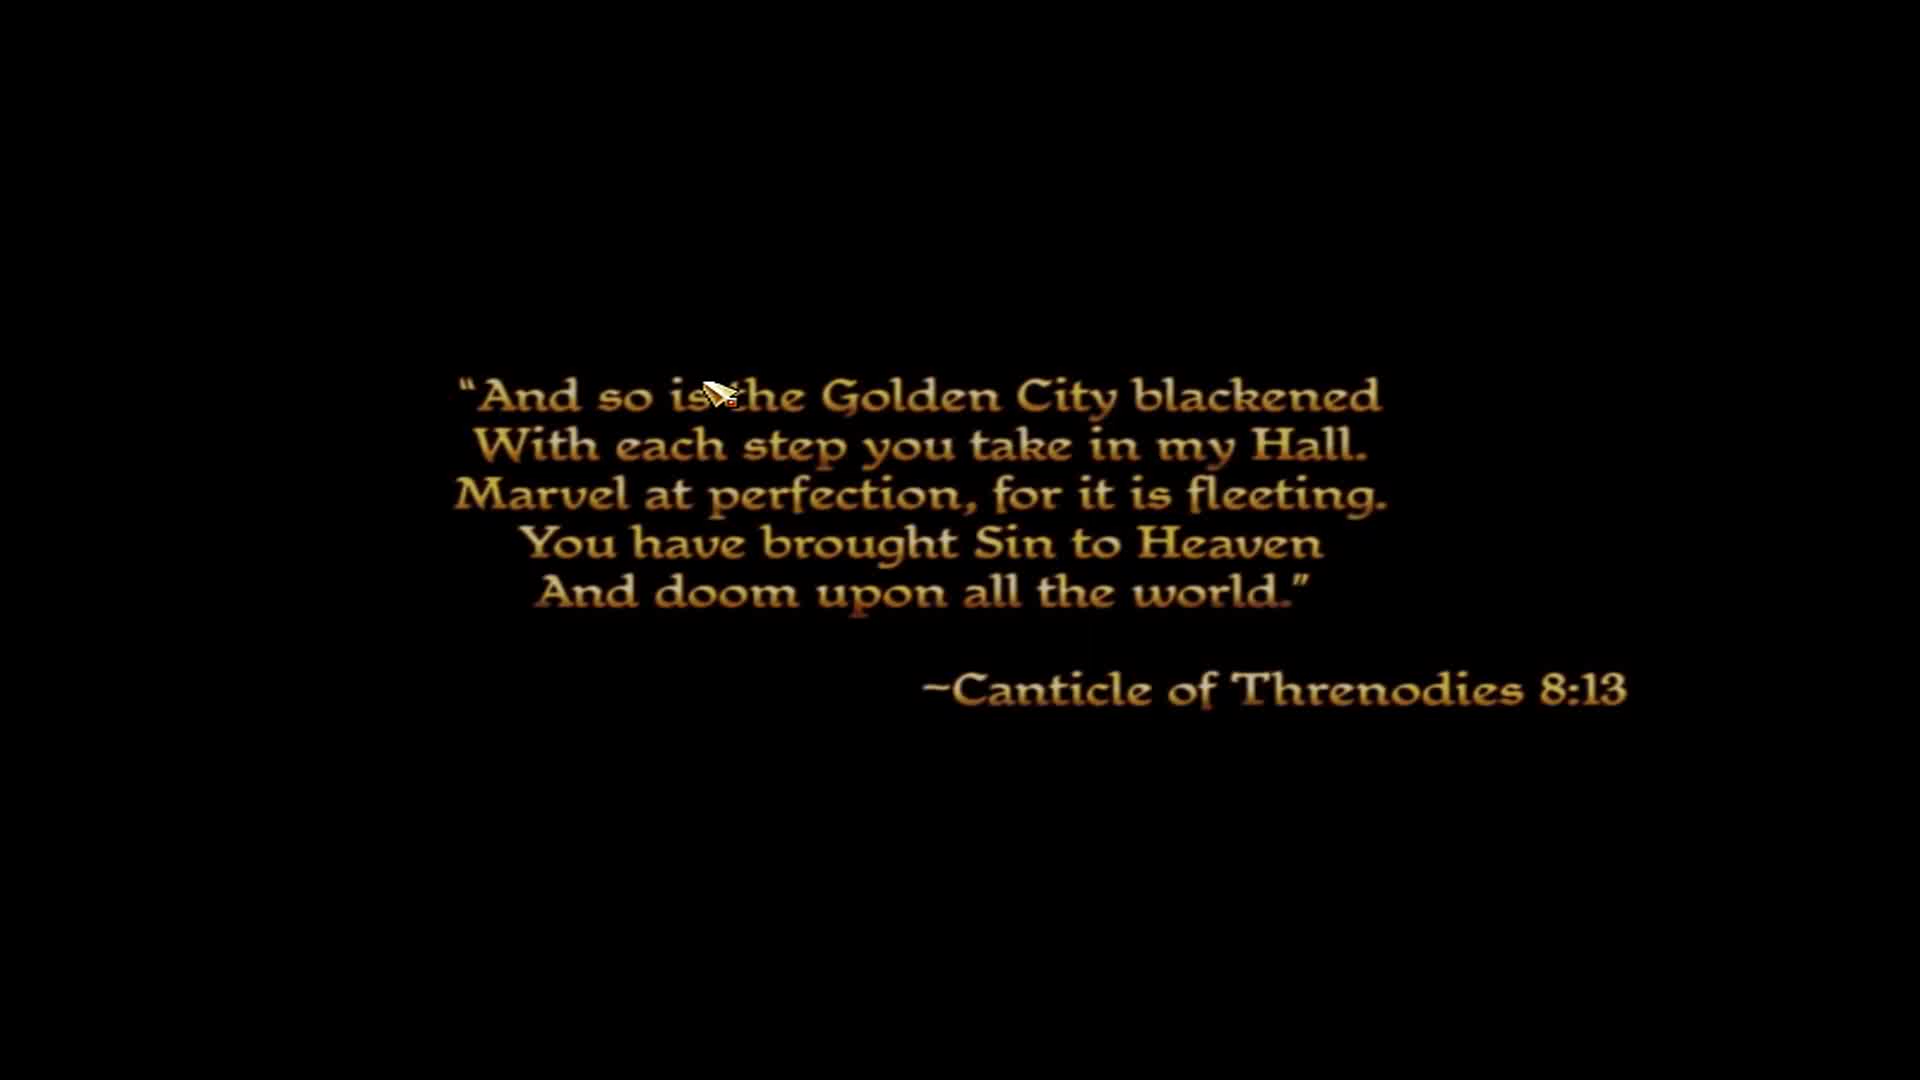 “And so is the Golden City blackened
With each step you take in my Hall.
Marvel at perfection, for it is fleeting.
You have brought Sin to Heaven
And doom upon all the world.”
~Canticle of Threnodies 8:13